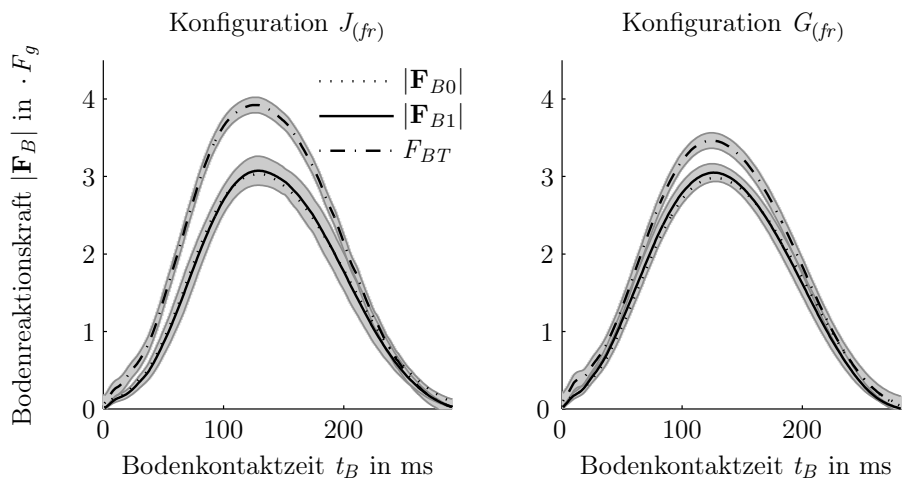 Konfiguration J(fr)
Konfiguration G(fr)
Bodenreaktionskraft |F_B| in · F_g
4
3
2
1
0
|F_B0|
|F_B1|
F_BT
0
100
200
Bodenkontaktzeit t_B in ms
4
3
2
1
0
0
100
200
Bodenkontaktzeit t_B in ms